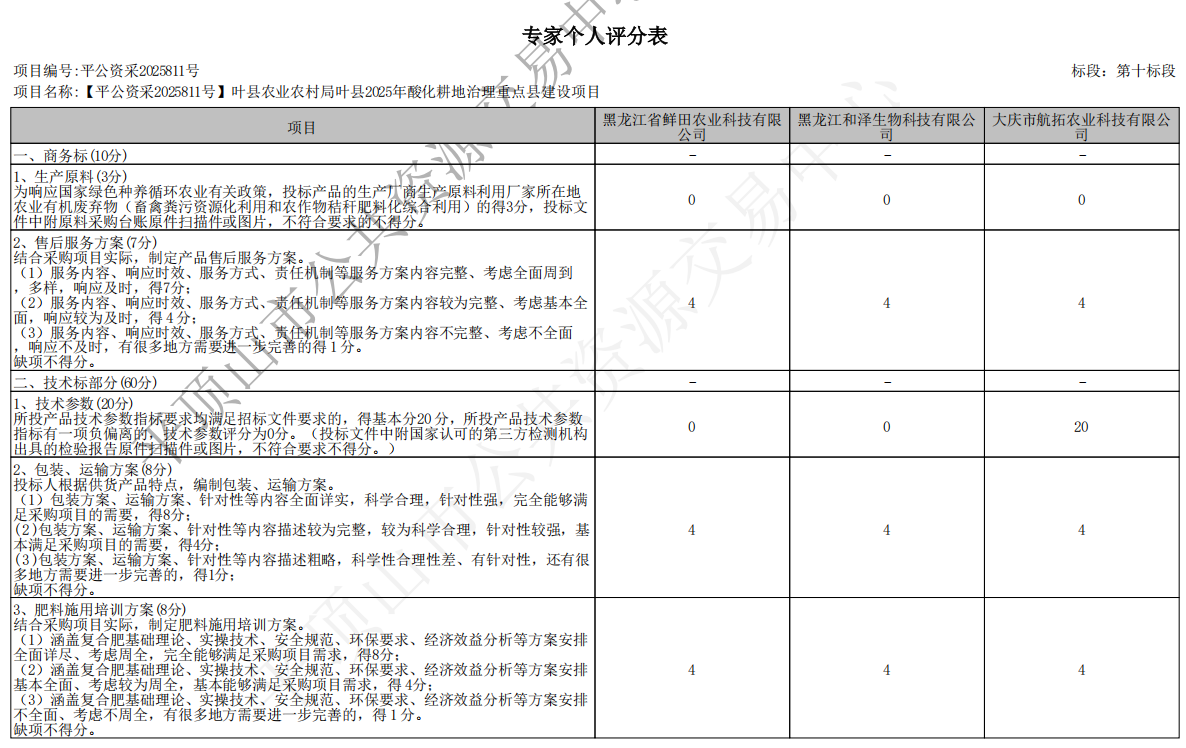 专家个人评分表
项目编号:平公资采2025811号
标段：第十标段
项目名称:【平公资采2025811号】叶县农业农村局叶县2025年酸化耕地治理重点县建设项目
项目
黑龙江省鲜田农业科技有限
公司
黑龙江和泽生物科技有限公
司
大庆市航拓农业科技有限公
司
一、商务标(10分)
-
-
-
1、生产原料(3分)
为响应国家绿色种养循环农业有关政策，投标产品的生产厂商生产原料利用厂家所在地
农业有机废弃物（畜禽粪污资源化利用和农作物秸秆肥料化综合利用）的得3分，投标文
件中附原料采购台账原件扫描件或图片，不符合要求的不得分。
0
0
0
2、售后服务方案(7分)
结合采购项目实际，制定产品售后服务方案。
（1）服务内容、响应时效、服务方式、责任机制等服务方案内容完整、考虑全面周到
，多样，响应及时，得7分；
（2）服务内容、响应时效、服务方式、责任机制等服务方案内容较为完整、考虑基本全
面，响应较为及时，得 4 分；
（3）服务内容、响应时效、服务方式、责任机制等服务方案内容不完整、考虑不全面
，响应不及时，有很多地方需要进一步完善的得 1 分。
缺项不得分。
4
4
4
二、技术标部分(60分)
-
-
-
1、技术参数(20分)
所投产品技术参数指标要求均满足招标文件要求的，得基本分20 分，所投产品技术参数
指标有一项负偏离的，技术参数评分为0分。（投标文件中附国家认可的第三方检测机构
出具的检验报告原件扫描件或图片，不符合要求不得分。）
0
0
20
2、包装、运输方案(8分)
投标人根据供货产品特点，编制包装、运输方案。
（1）包装方案、运输方案、针对性等内容全面详实，科学合理，针对性强，完全能够满
足采购项目的需要，得8分；
(2)包装方案、运输方案、针对性等内容描述较为完整，较为科学合理，针对性较强，基
本满足采购项目的需要，得4分；
(3)包装方案、运输方案、针对性等内容描述粗略，科学性合理性差、有针对性，还有很
多地方需要进一步完善的，得1分；
缺项不得分。
4
4
4
3、肥料施用培训方案(8分)
结合采购项目实际，制定肥料施用培训方案。
（1）涵盖复合肥基础理论、实操技术、安全规范、环保要求、经济效益分析等方案安排
全面详尽、考虑周全，完全能够满足采购项目需求，得8分；
（2）涵盖复合肥基础理论、实操技术、安全规范、环保要求、经济效益分析等方案安排
基本全面、考虑较为周全，基本能够满足采购项目需求，得 4分；
（3）涵盖复合肥基础理论、实操技术、安全规范、环保要求、经济效益分析等方案安排
不全面、考虑不周全，有很多地方需要进一步完善的，得 1 分。
缺项不得分。
4
4
4
平顶山市公共资源交易中心
平顶山市公共资源交易中心